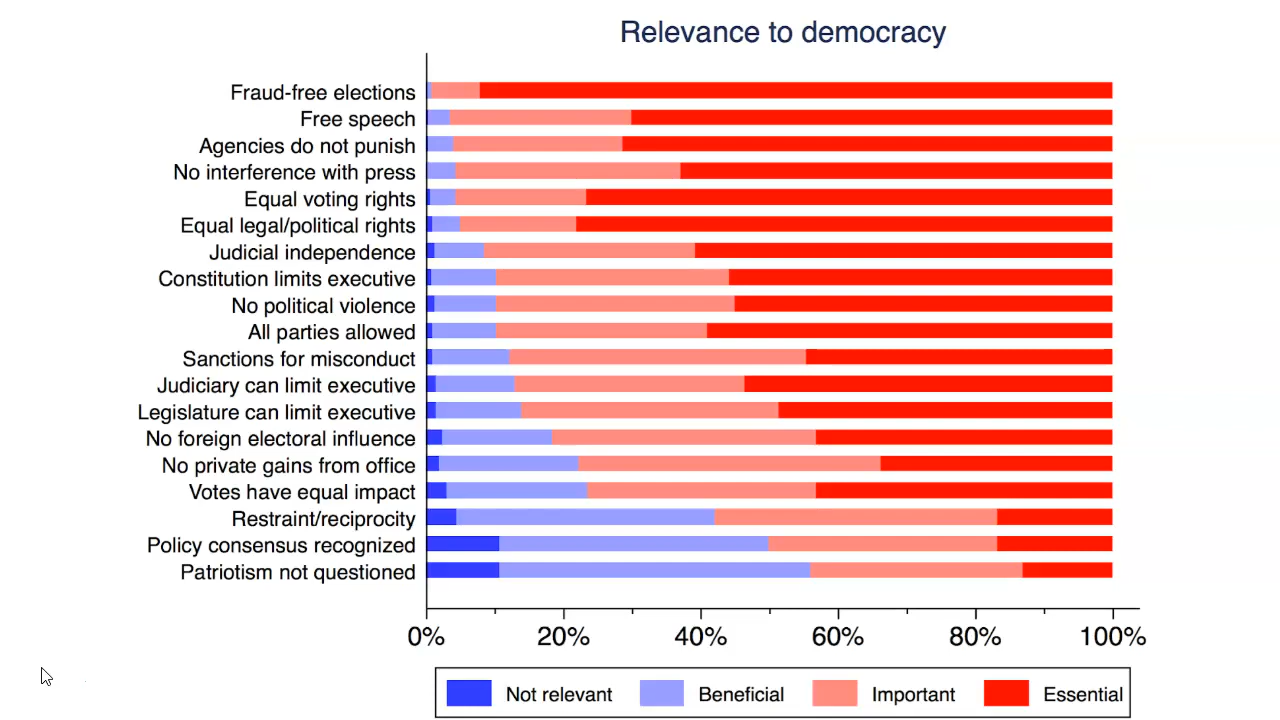 Relevance to democracy
Fraud-free elections
Free speech
Agencies do not punish
No interference with press
Equal voting rights
Equal legal/political rights
Judicial independence
Constitution limits executive
No political violence
All parties allowed
Sanctions for misconduct
Judiciary can limit executive
Legislature can limit executive
No foreign electoral influence
No private gains from office
Votes have equal impact
Restraint/reciprocity
Policy consensus recognized
Patriotism not questioned
0% 20% 40% 60% 80% 100%
Not relevant Beneficial Important Essential